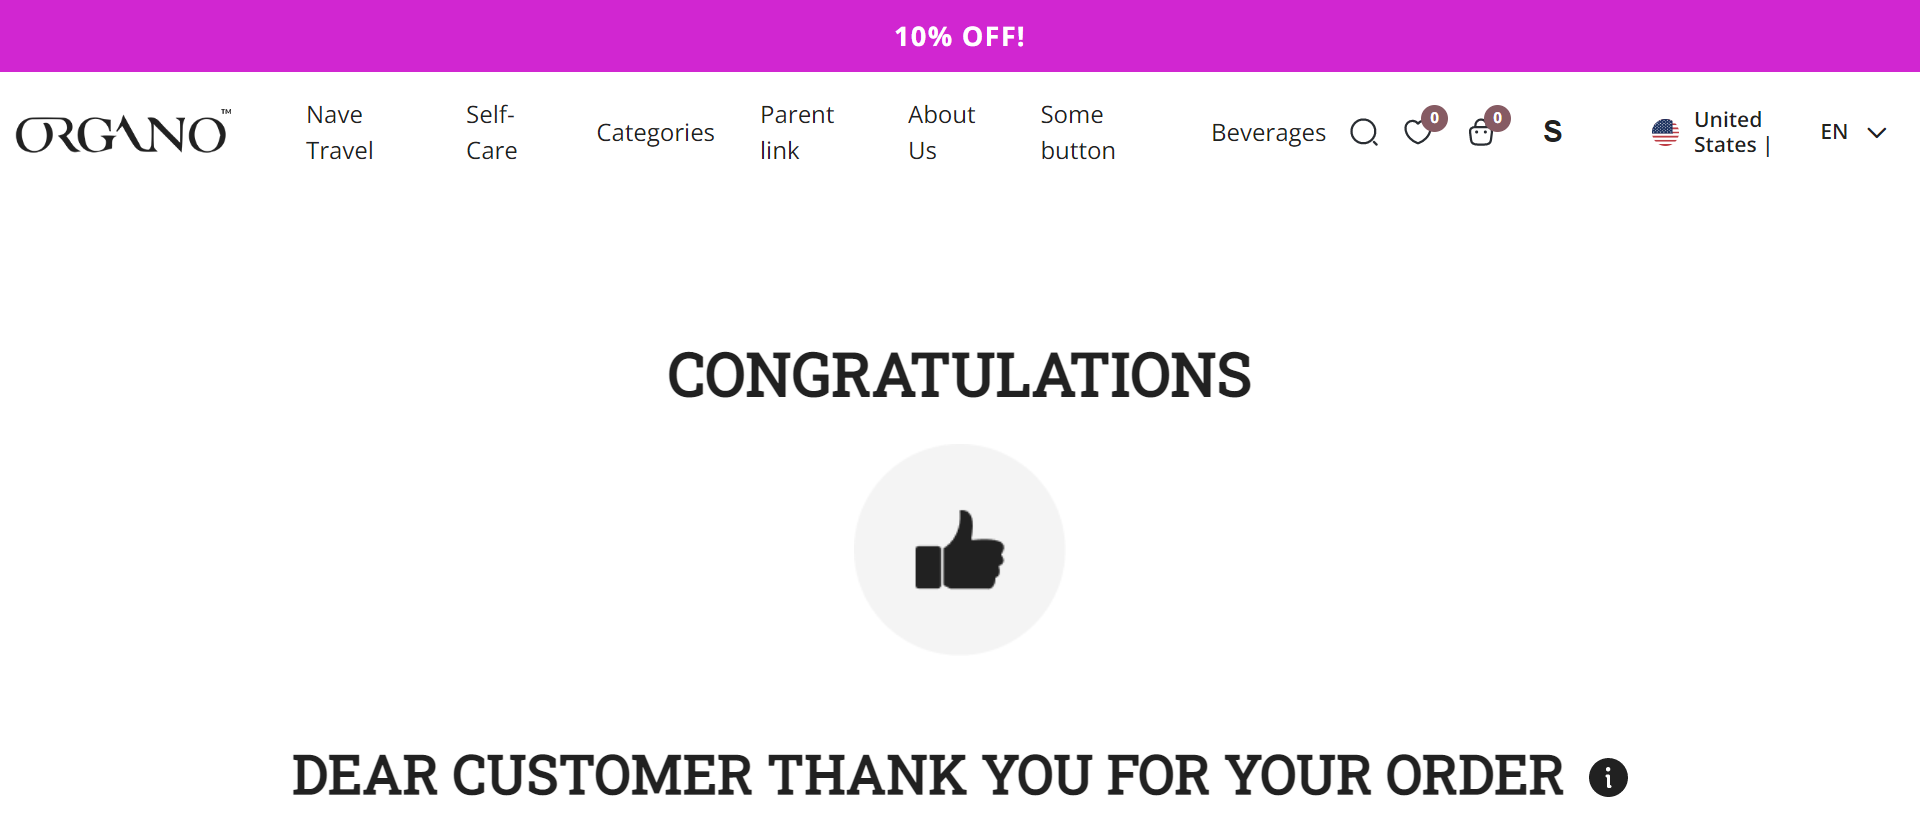 10% OFF!
ORGANO™
Nave Travel
Self-Care
Categories
Parent link
About Us
Some button
Beverages
0
0
S
United States |
EN
CONGRATULATIONS
DEAR CUSTOMER THANK YOU FOR YOUR ORDER